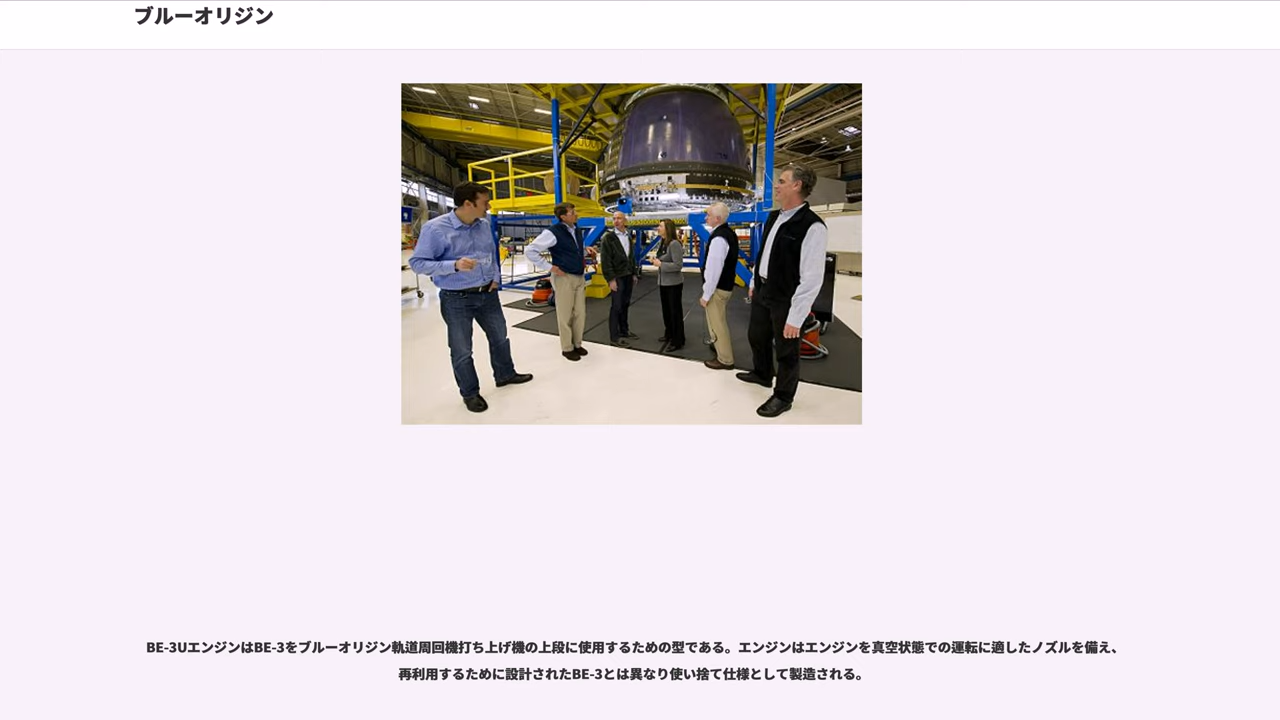 ブルーオリジン
BE-3UエンジンはBE-3をブルーオリジン軌道周回機打ち上げ機の上段に使用するための型である。エンジンはエンジンを真空状態での運転に適したノズルを備え、
再利用するために設計されたBE-3とは異なり使い捨て仕様として製造される。